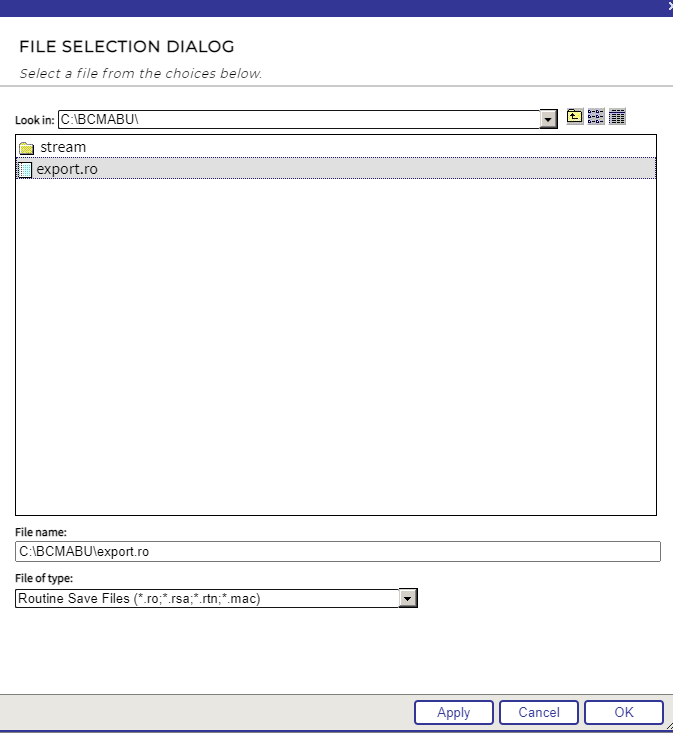 FILE SELECTION DIALOG
Select a file from the choices below.
Look in: C:\BCMABU\
stream
export.ro
File name:
C:\BCMABU\export.ro
File of type:
Routine Save Files (*.ro;*.rsa;*.rtn;*.mac)
Apply Cancel OK